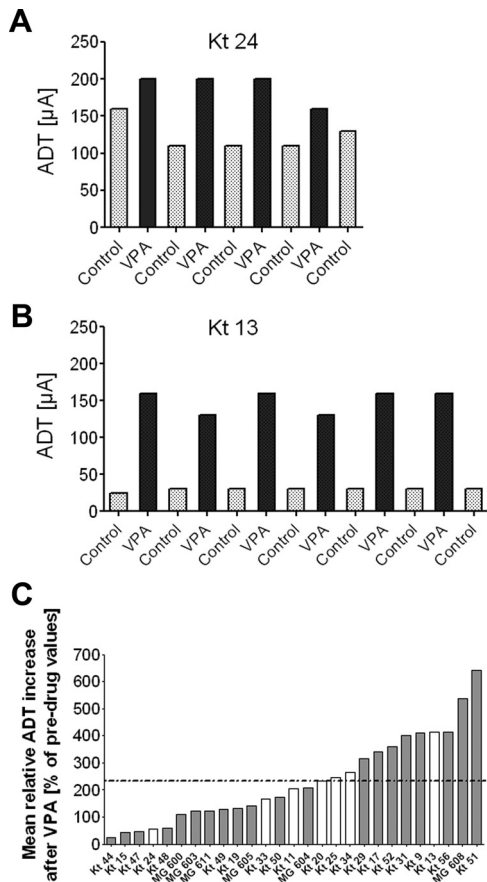 A
Kt 24
ADT [µA]
250
200
150
100
50
0
Control
VPA
Control
VPA
Control
VPA
Control
VPA
Control
B
Kt 13
ADT [µA]
250
200
150
100
50
0
Control
VPA
Control
VPA
Control
VPA
Control
VPA
Control
VPA
Control
VPA
Control
C
Mean relative ADT increase
after VPA [% of pre-drug values]
700
600
500
400
300
200
100
0
Kt 44
Kt 15
Kt 47
Kt 24
Kt 48
MG 600
MG 603
MG 611
Kt 49
Kt 19
MG 605
Kt 33
Kt 50
Kt 11
MG 604
Kt 20
Kt 25
Kt 34
Kt 29
Kt 17
Kt 52
Kt 31
Kt 9
Kt 13
Kt 56
MG 608
Kt 51